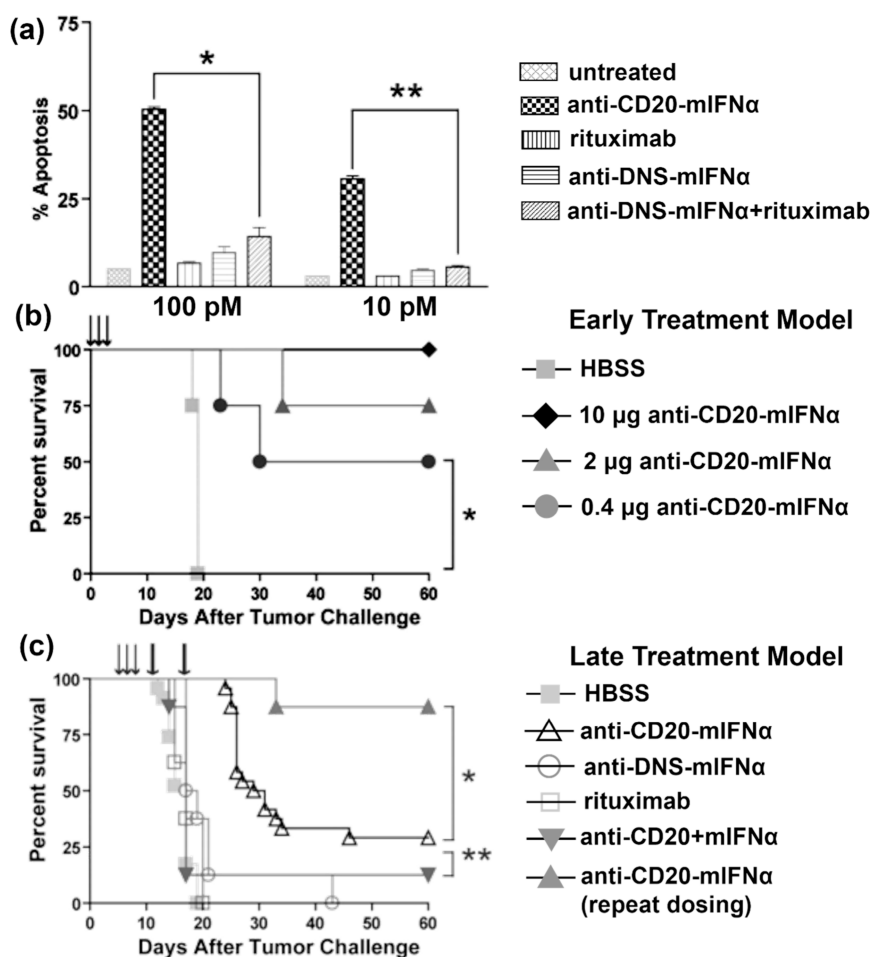 (a)
75
50
25
0
% Apoptosis
*
**
100 pM
10 pM
untreated
anti-CD20-mIFNα
rituximab
anti-DNS-mIFNα
anti-DNS-mIFNα+rituximab
(b)
100
75
50
25
0
Percent survival
0 10 20 30 40 50 60
Days After Tumor Challenge
*
Early Treatment Model
HBSS
10 µg anti-CD20-mIFNα
2 µg anti-CD20-mIFNα
0.4 µg anti-CD20-mIFNα
(c)
100
75
50
25
0
Percent survival
0 10 20 30 40 50 60
Days After Tumor Challenge
*
**
Late Treatment Model
HBSS
anti-CD20-mIFNα
anti-DNS-mIFNα
rituximab
anti-CD20+mIFNα
anti-CD20-mIFNα
(repeat dosing)